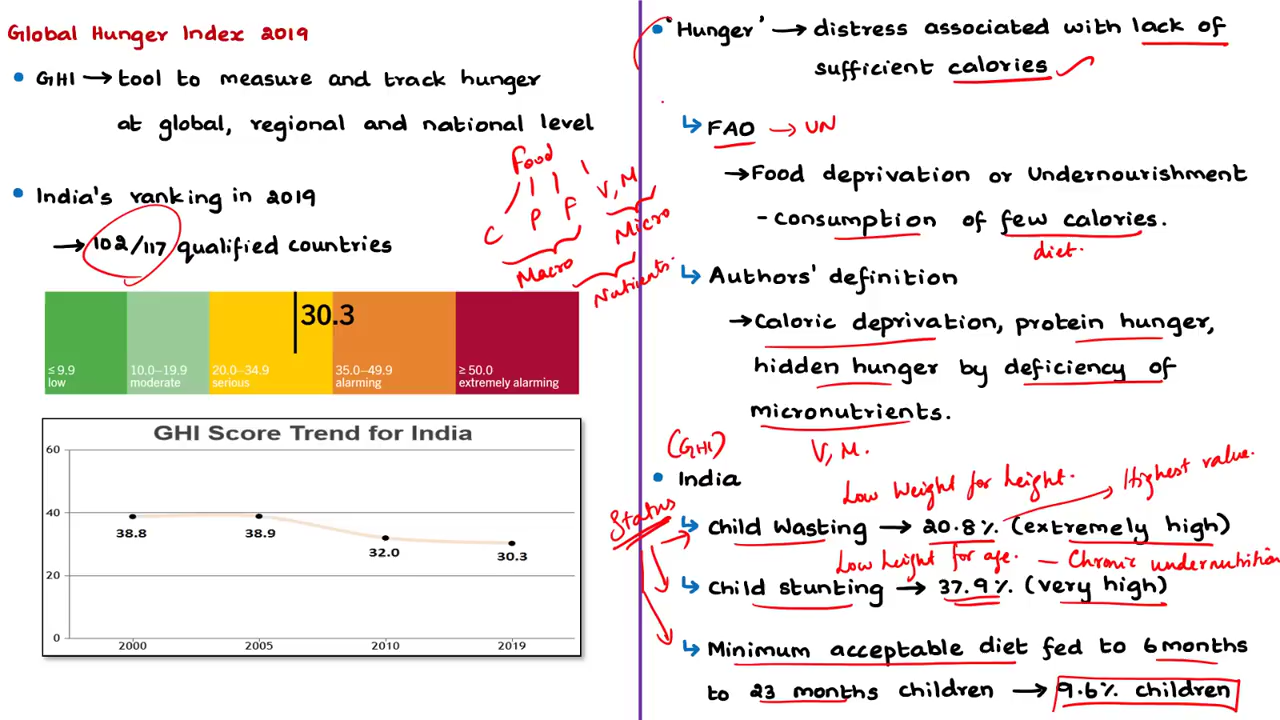 Global Hunger Index 2019
• GHI → tool to measure and track hunger
at global, regional and national level
Food
C P F V, M
Macro Micro
Nutrients.
• India's ranking in 2019
→ 102/117 qualified countries
30.3
≤ 9.9 10.0–19.9 20.0–34.9 35.0–49.9 ≥ 50.0
low moderate serious alarming extremely alarming
GHI Score Trend for India
60
40
20
0
38.8 38.9 32.0 30.3
2000 2005 2010 2019
• 'Hunger' → distress associated with lack of
sufficient calories ✓
↳ FAO → UN
→ Food deprivation or Undernourishment
- consumption of few calories.
diet.
↳ Authors' definition
→ Caloric deprivation, protein hunger,
hidden hunger by deficiency of
micronutrients.
V, M.
(GHI)
• India
Low Weight for height.
Highest value.
Status
↳ Child Wasting → 20.8% (extremely high)
Low height for age. — Chronic undernutrition
↳ Child stunting → 37.9% (very high)
↳ Minimum acceptable diet fed to 6 months
to 23 months children → 9.6% children